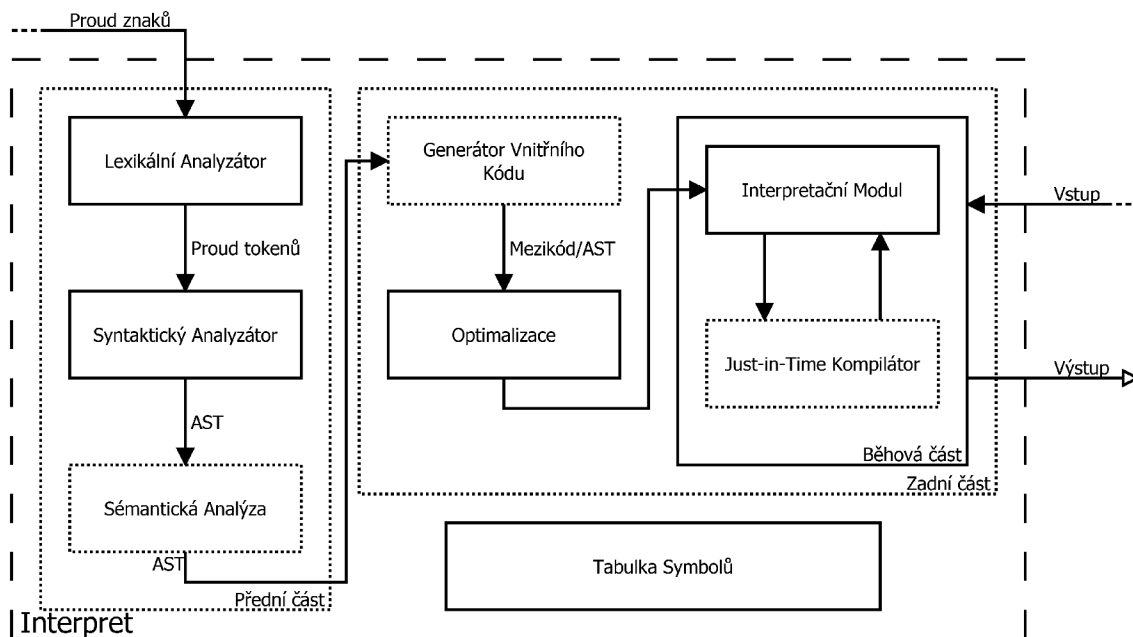 Proud znaků
Lexikální Analyzátor
Proud tokenů
Syntaktický Analyzátor
AST
Sémantická Analýza
AST
Přední část
Generátor Vnitřního
Kódu
Mezikód/AST
Optimalizace
Interpretační Modul
Just-in-Time Kompilátor
Běhová část
Zadní část
Vstup
Výstup
Tabulka Symbolů
Interpret